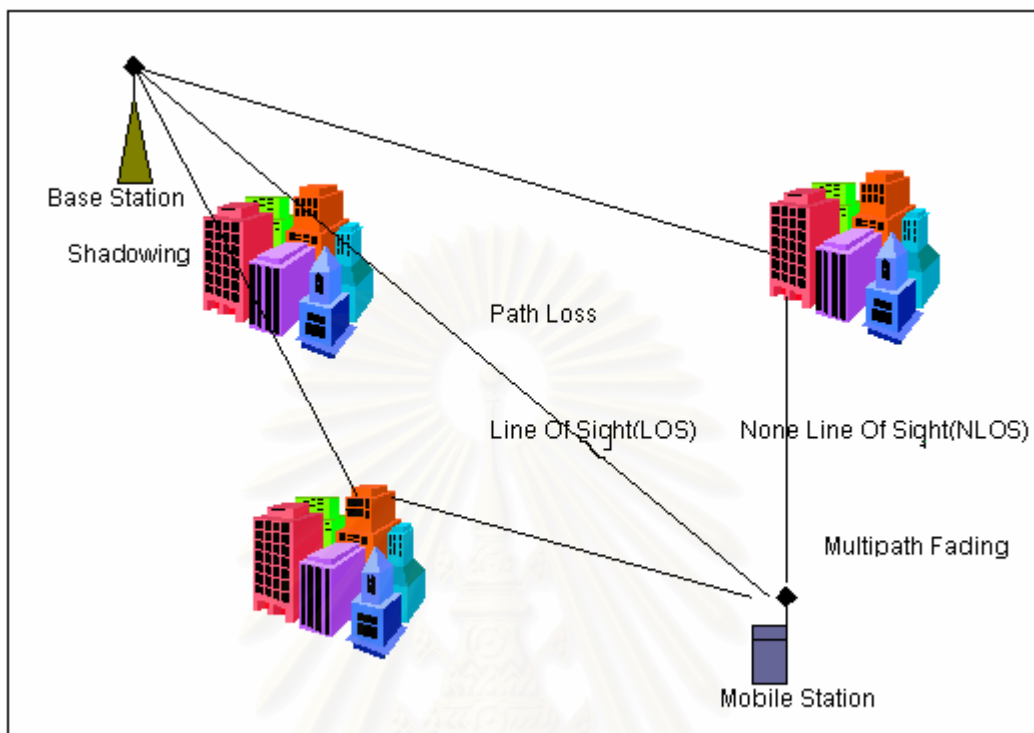 Base Station
Shadowing
Path Loss
Line Of Sight(LOS)
None Line Of Sight(NLOS)
Multipath Fading
Mobile Station